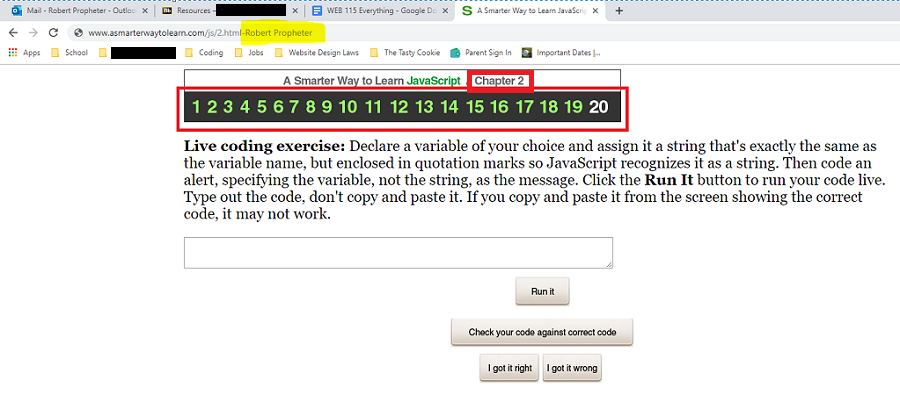 Mail - Robert Propheter - Outloo
Resources –
WEB 115 Everything - Google Do
A Smarter Way to Learn JavaScri
www.asmarterwaytolearn.com/js/2.html-Robert Propheter
Apps School Coding Jobs Website Design Laws The Tasty Cookie Parent Sign In Important Dates |...
A Smarter Way to Learn JavaScript Chapter 2
1 2 3 4 5 6 7 8 9 10 11 12 13 14 15 16 17 18 19 20
Live coding exercise: Declare a variable of your choice and assign it a string that's exactly the same as
the variable name, but enclosed in quotation marks so JavaScript recognizes it as a string. Then code an
alert, specifying the variable, not the string, as the message. Click the Run It button to run your code live.
Type out the code, don't copy and paste it. If you copy and paste it from the screen showing the correct
code, it may not work.
Run it
Check your code against correct code
I got it right I got it wrong